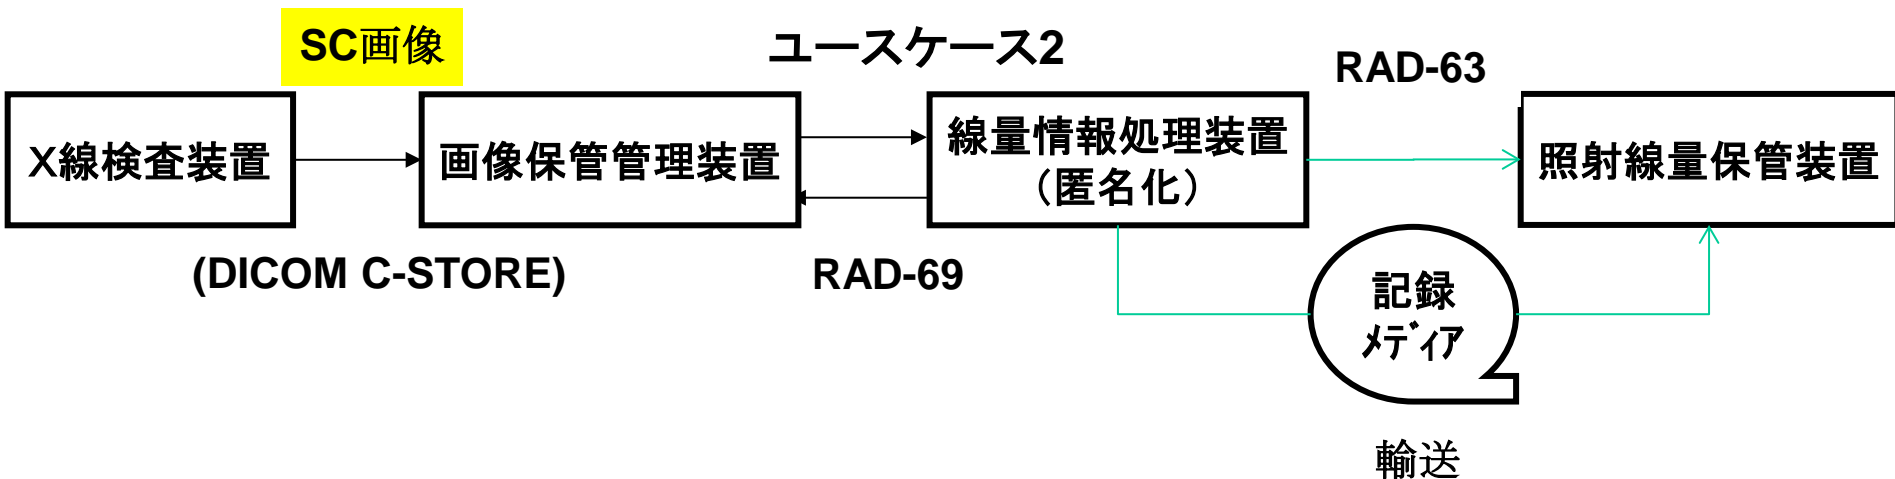 SC画像
ユースケース2
RAD-63
X線検査装置
画像保管管理装置
線量情報処理装置
（匿名化）
照射線量保管装置
(DICOM C-STORE)
RAD-69
記録
ﾒﾃﾞｨｱ
輸送